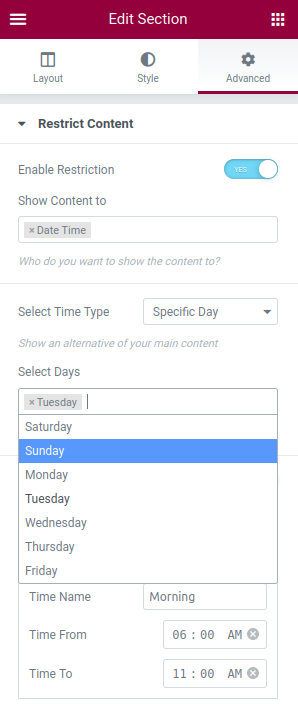 Edit Section
Layout Style Advanced
Restrict Content
Enable Restriction YES
Show Content to
× Date Time
Who do you want to show the content to?
Select Time Type Specific Day
Show an alternative of your main content
Select Days
× Tuesday
Saturday
Sunday
Monday
Tuesday
Wednesday
Thursday
Friday
Time Name Morning
Time From 06 : 00 AM
Time To 11 : 00 AM